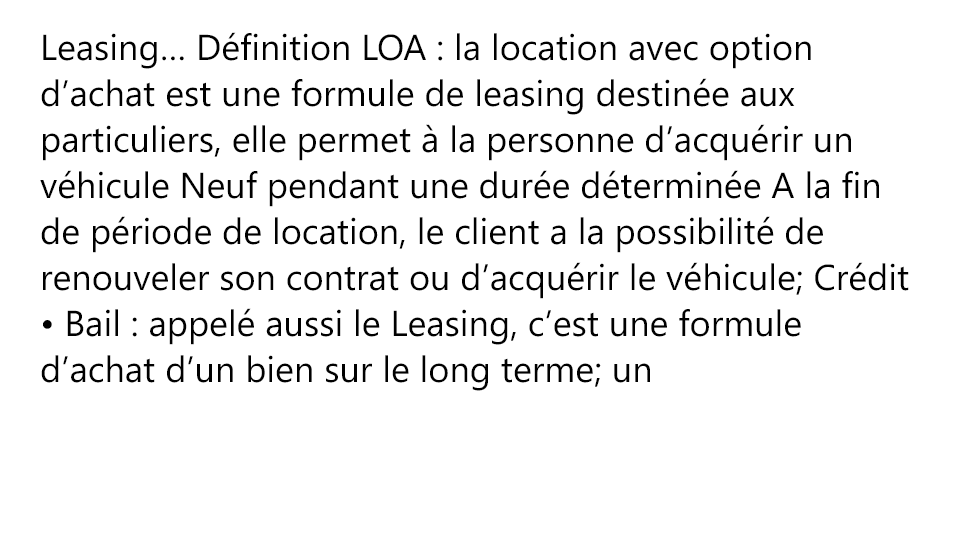 Leasing… Définition LOA : la location avec option
d’achat est une formule de leasing destinée aux
particuliers, elle permet à la personne d’acquérir un
véhicule Neuf pendant une durée déterminée A la fin
de période de location, le client a la possibilité de
renouveler son contrat ou d’acquérir le véhicule; Crédit
• Bail : appelé aussi le Leasing, c’est une formule
d’achat d’un bien sur le long terme; un